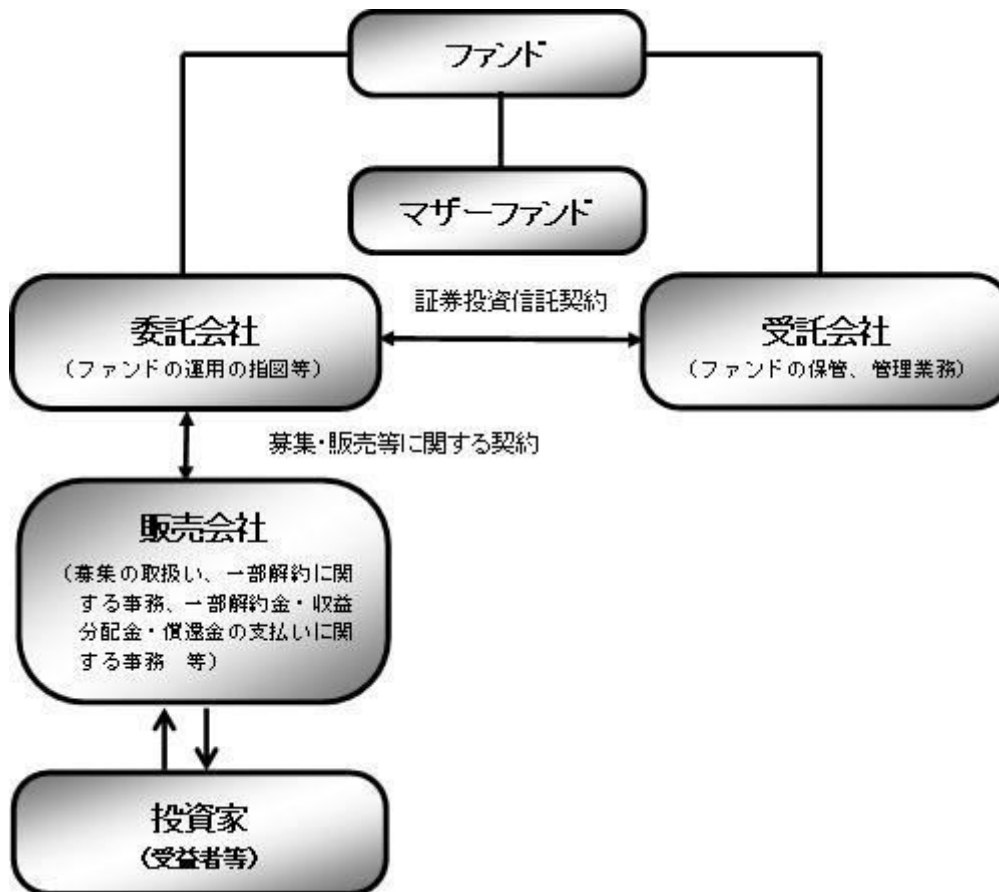 ファンド
マザーファンド
証券投資信託契約
委託会社
（ファンドの運用の指図等）
受託会社
（ファンドの保管、管理業務）
募集・販売等に関する契約
販売会社
（募集の取扱い、一部解約に関
する事務、一部解約金・収益
分配金・償還金の支払いに関
する事務　等）
投資家
（受益者等）